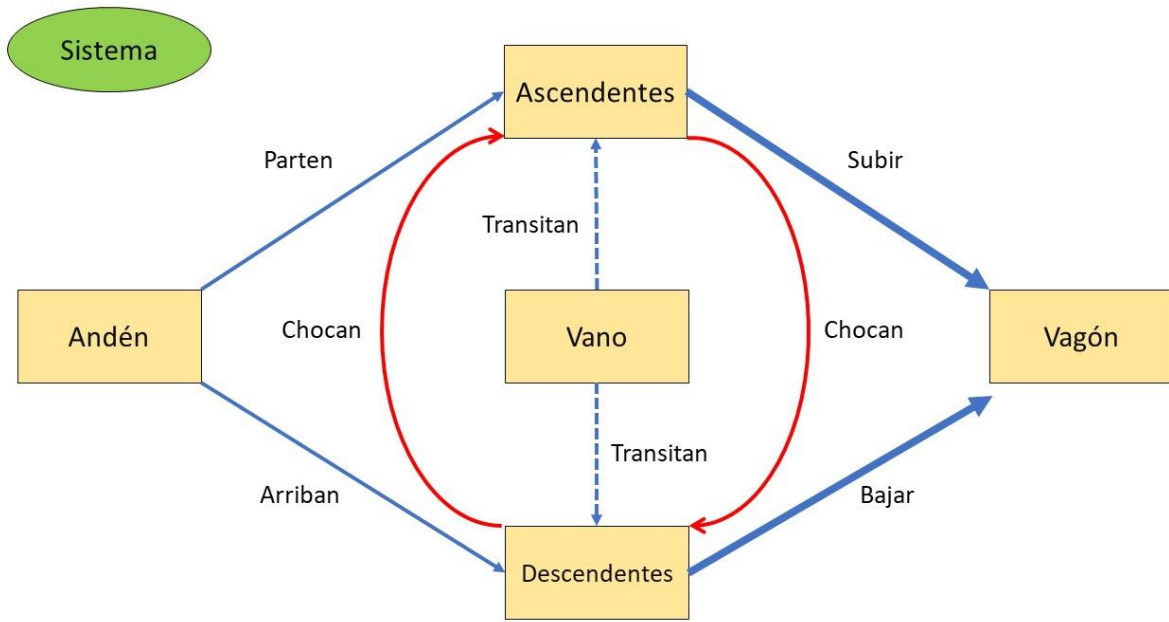 Sistema
Ascendentes
Parten
Subir
Transitan
Andén
Chocan
Vano
Chocan
Vagón
Transitan
Arriban
Bajar
Descendentes